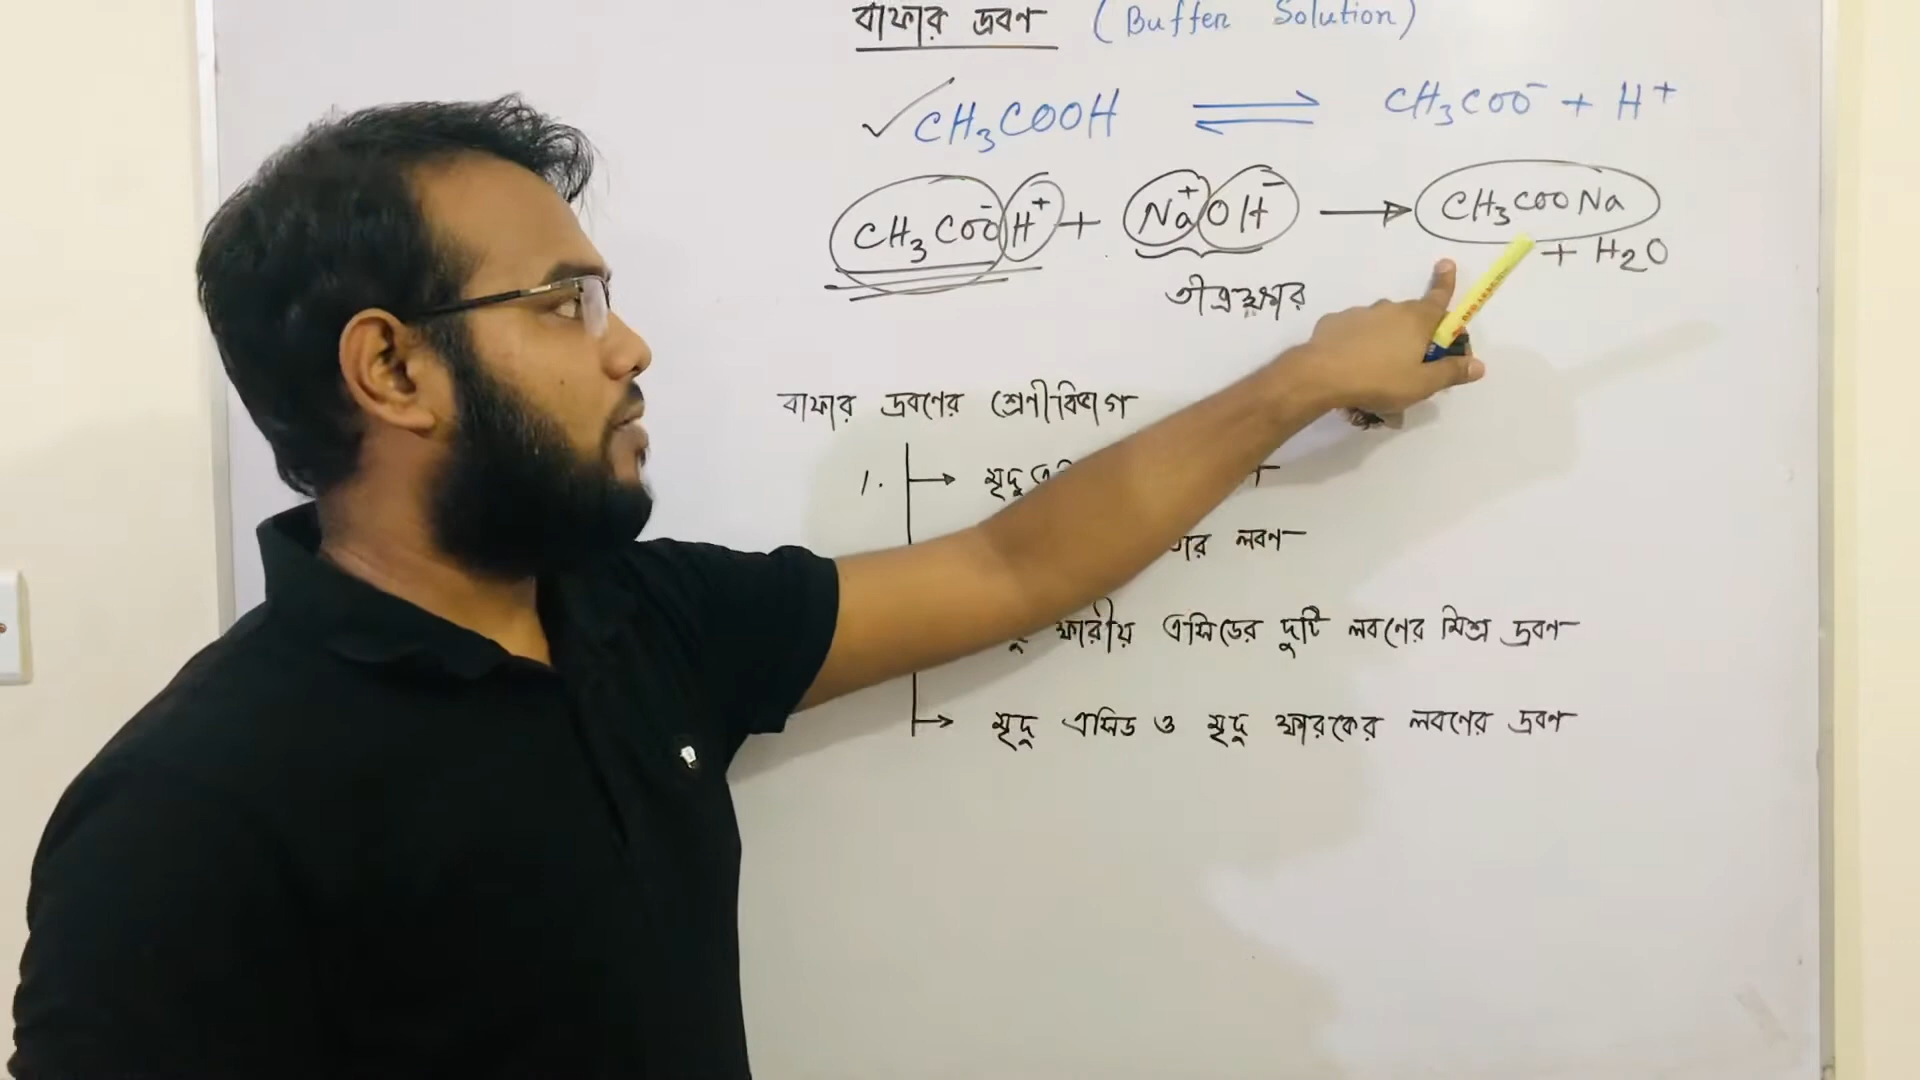 বাফার দ্রবণ (Buffer Solution)
✓ CH₃COOH ⇌ CH₃COO⁻ + H⁺
CH₃COO⁻H⁺ + Na⁺OH⁻ → CH₃COONa
+ H₂O
তীব্র ক্ষার
বাফার দ্রবণের শ্রেণীবিভাগ
1. → মৃদু
লবণ
ক্ষারীয় এসিডের দুটি লবণের মিশ্র দ্রবণ
→ মৃদু এসিড ও মৃদু ক্ষারকের লবণের দ্রবণ